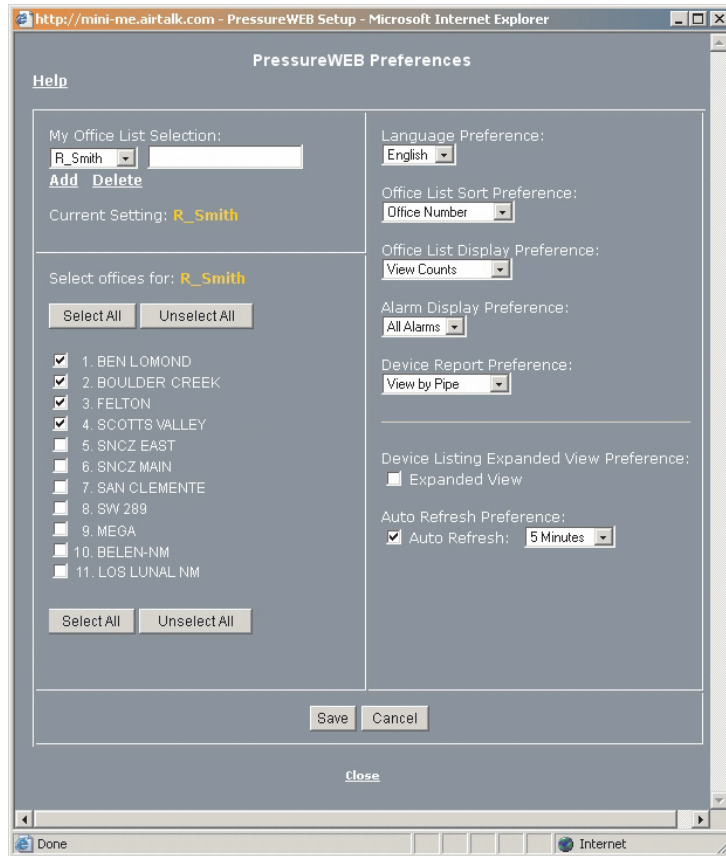 http://mini-me.airtalk.com - PressureWEB Setup - Microsoft Internet Explorer
PressureWEB Preferences
Help
My Office List Selection:
R_Smith
Add Delete
Current Setting: R_Smith
Select offices for: R_Smith
Select All Unselect All
1. BEN LOMOND
2. BOULDER CREEK
3. FELTON
4. SCOTTS VALLEY
5. SNCZ EAST
6. SNCZ MAIN
7. SAN CLEMENTE
8. SW 289
9. MEGA
10. BELEN-NM
11. LOS LUNAL NM
Select All Unselect All
Language Preference:
English
Office List Sort Preference:
Office Number
Office List Display Preference:
View Counts
Alarm Display Preference:
All Alarms
Device Report Preference:
View by Pipe
Device Listing Expanded View Preference:
Expanded View
Auto Refresh Preference:
Auto Refresh: 5 Minutes
Save Cancel
Close
Done Internet